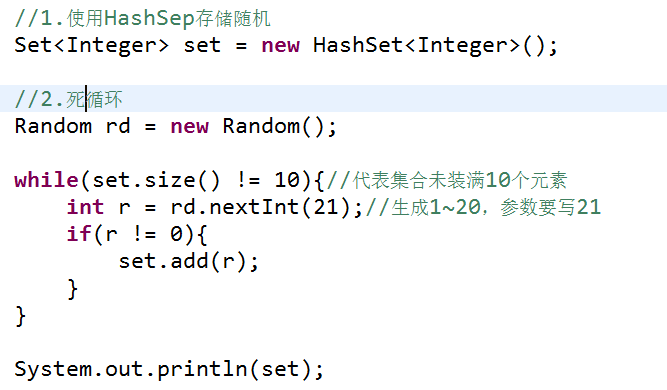 //1.使用HashSep存储随机
Set<Integer> set = new HashSet<Integer>();
//2.死循环
Random rd = new Random();
while(set.size() != 10){//代表集合未装满10个元素
int r = rd.nextInt(21);//生成1~20，参数要写21
if(r != 0){
set.add(r);
}
}
System.out.println(set);